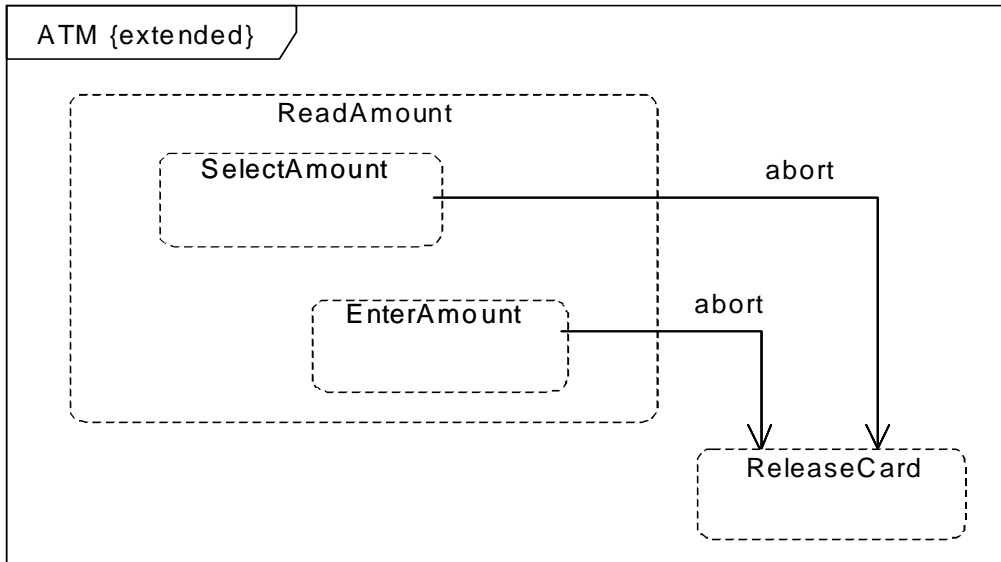 ATM {extended}
ReadAmount
SelectAmount
abort
EnterAmount
abort
ReleaseCard